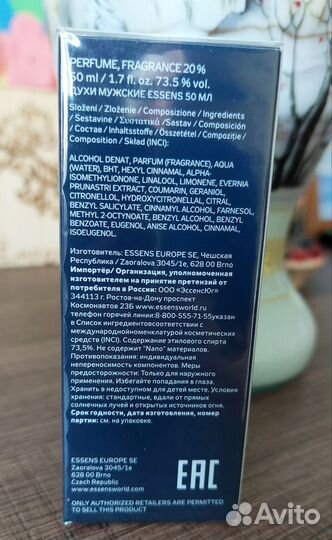 PERFUME, FRAGRANCE 20%
50 ml / 1.7 fl. oz. 73.5 % vol.
ДУХИ МУЖСКИЕ ESSENS 50 МЛ
Složení / Zloženie / Composizione / Ingredients
/ Sestavine / Συστατικά / Sastav / Composición
/ Состав / Inhaltsstoffe / Összetétel / Compoziție /
Composition / Skład (INCI):
ALCOHOL DENAT, PARFUM (FRAGRANCE), AQUA
(WATER), BHT, HEXYL CINNAMAL, ALPHA-
ISOMETHYLIONENE, LINALOOL, LIMONENE, EVERNIA
PRUNASTRI EXTRACT, COUMARIN, GERANIOL,
CITRONELLOL, HYDROXYCITRONELLAL, CITRAL,
BENZYL SALICYLATE, CINNAMYL ALCOHOL, FARNESOL,
METHYL 2-OCTYNOATE, BENZYL ALCOHOL, BENZYL
BENZOATE, EUGENOL, ANISE ALCOHOL, CINNAMAL,
ISOEUGENOL.
Изготовитель: ESSENS EUROPE SE, Чешская
Республика / Zaoralova 3045/1e, 628 00 Brno
Импортёр/ Организация, уполномоченная
изготовителем на принятие претензий от
потребителя в России: ООО «ЭссенсЮг»
344113 г. Ростов-на-Дону проспект
Космонавтов 23Б www.essensworld.ru
телефон горячей линии:8-800-555-71-55указано
в Список ингредиентовсоответствии с
международнойноменклатурой косметических
средств (INCI). Содержание этилового спирта
73,5%. Не содержит "Nano" материалов.
Противопоказания: индивидуальная
непереносимость компонентов. Меры
предосторожности: Только для наружного
применения. Избегайте попадания в глаза.
Хранить в недоступном для детей месте. Условия
хранения: стандартные, вдали от прямых
солнечных лучей и открытых источников огня.
Срок годности, дата изготовления, номер
партии: см. на упаковке.
ESSENS EUROPE SE
Zaoralova 3045/1e
628 00 Brno
Czech Republic
www.essensworld.com
EAC
ONLY AUTHORIZED RETAILERS ARE PERMITTED
TO SELL THIS PRODUCT
Avito